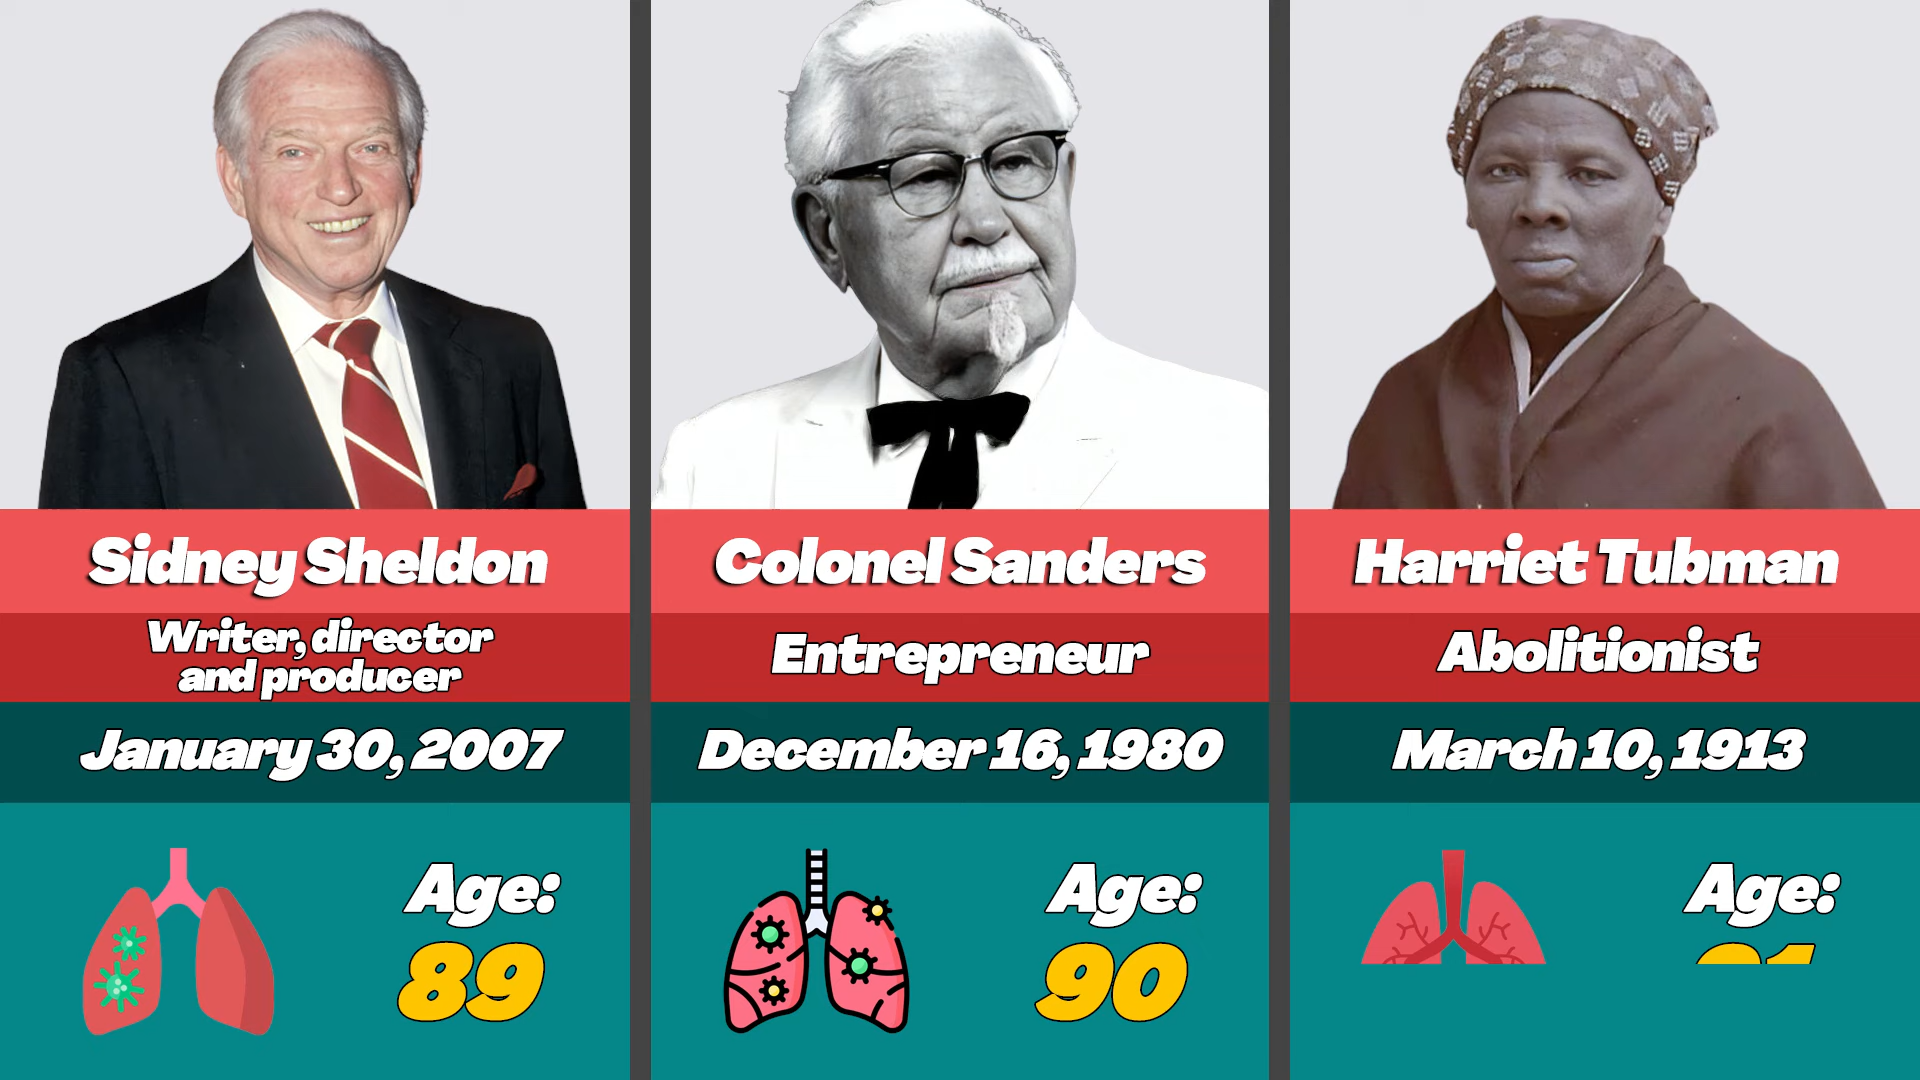 Sidney Sheldon
Writer, director
and producer
January 30, 2007
Age:
89
Colonel Sanders
Entrepreneur
December 16, 1980
Age:
90
Harriet Tubman
Abolitionist
March 10, 1913
Age: